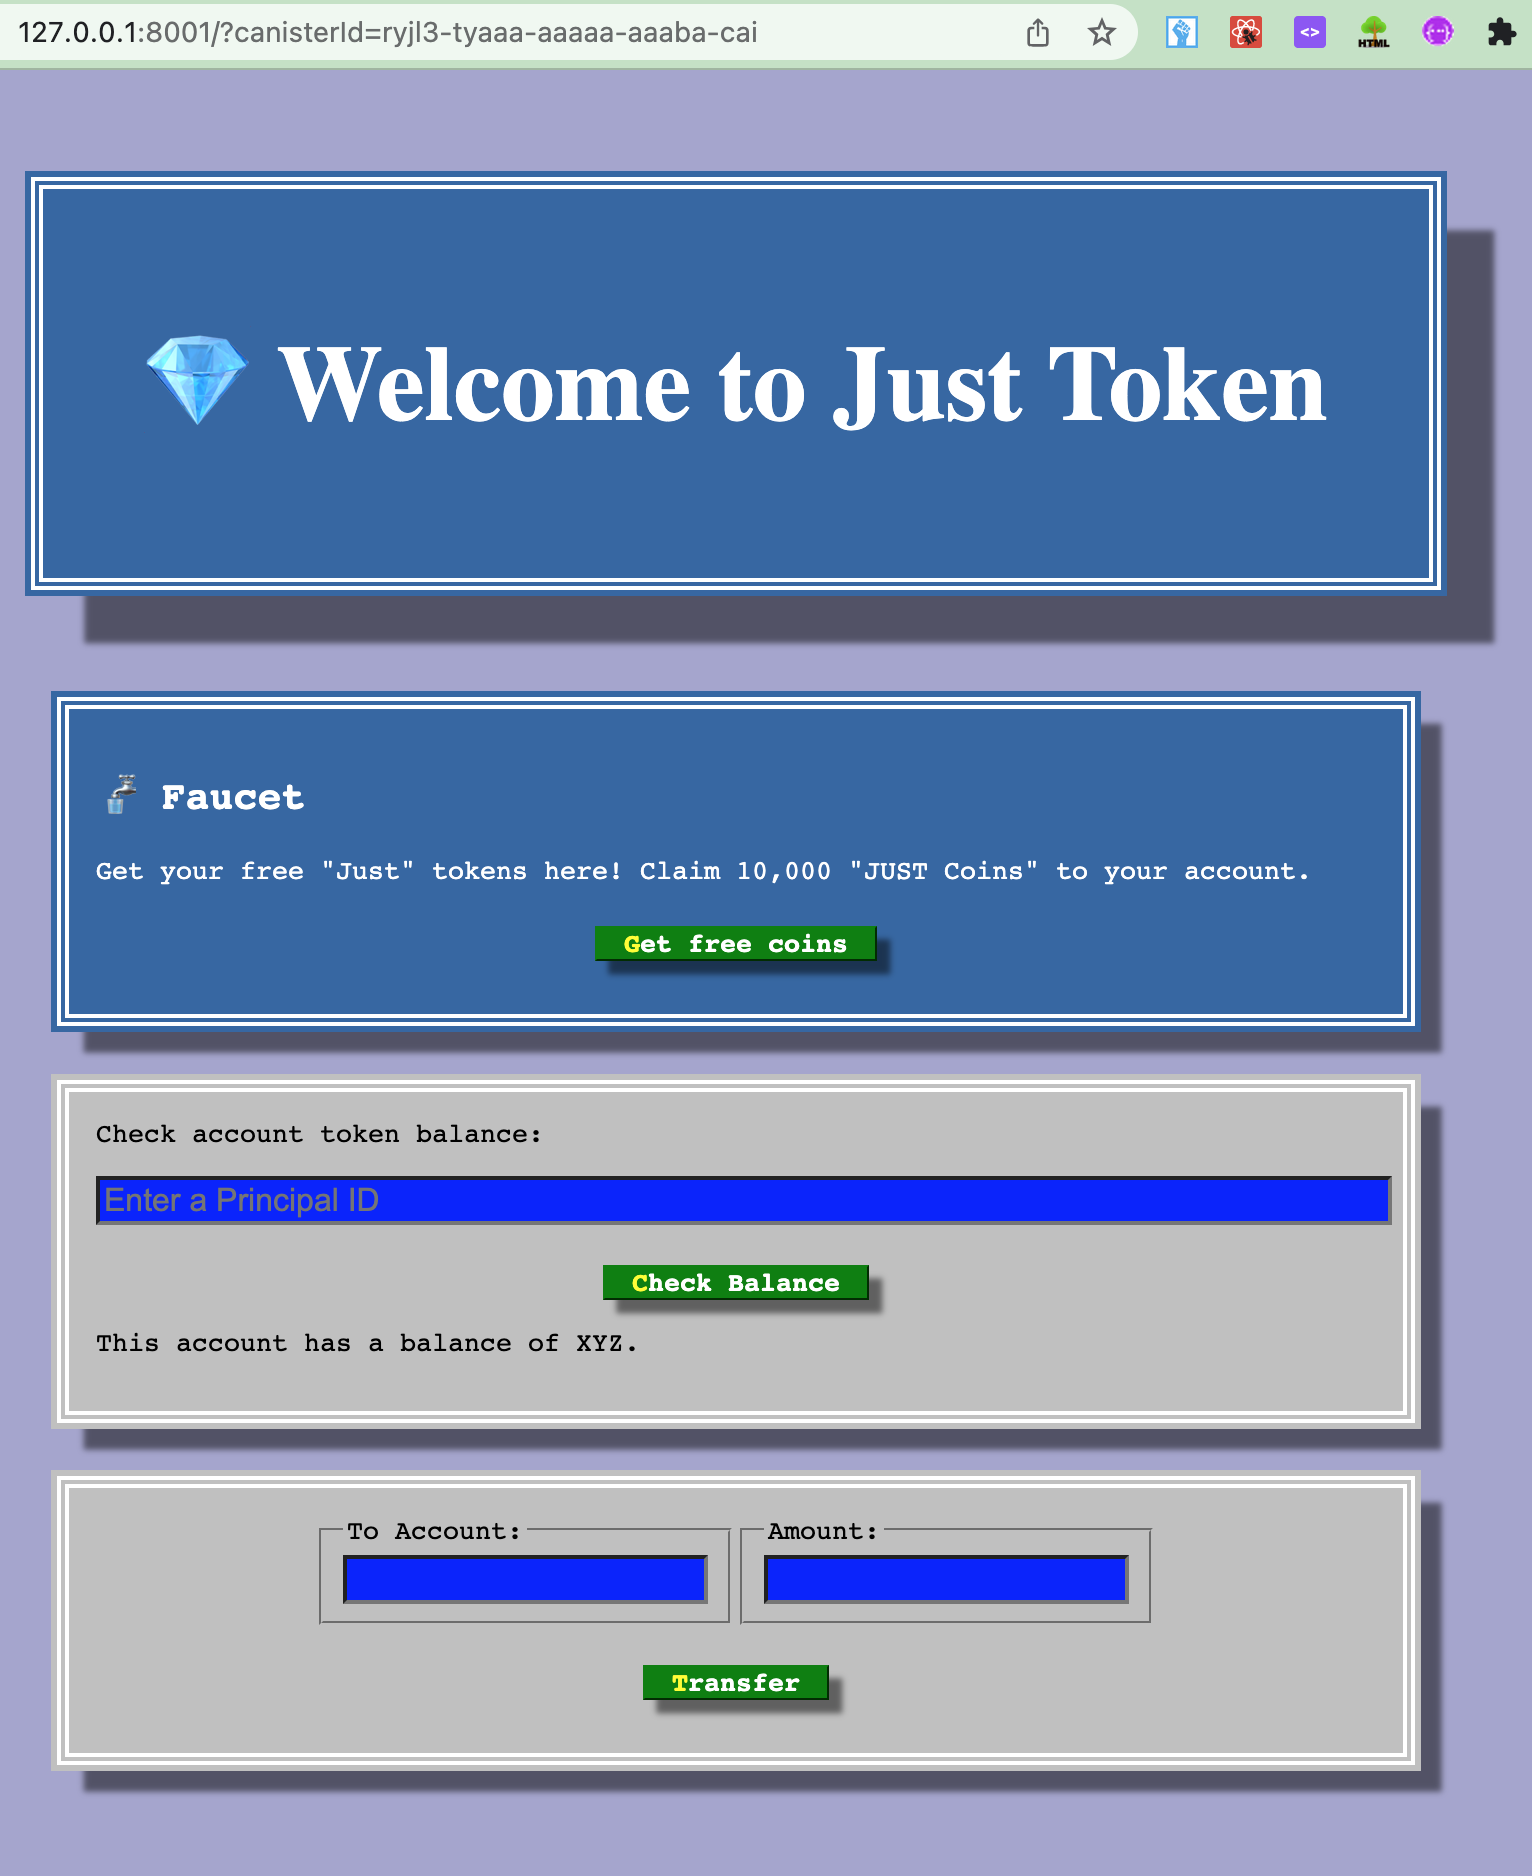 127.0.0.1:8001/?canisterId=ryjl3-tyaaa-aaaaa-aaaba-cai
<>
HTML
Welcome to Just Token
Faucet
Get your free "Just" tokens here! Claim 10,000 "JUST Coins" to your account.
Get free coins
Check account token balance:
Enter a Principal ID
Check Balance
This account has a balance of XYZ.
To Account:
Amount:
Transfer